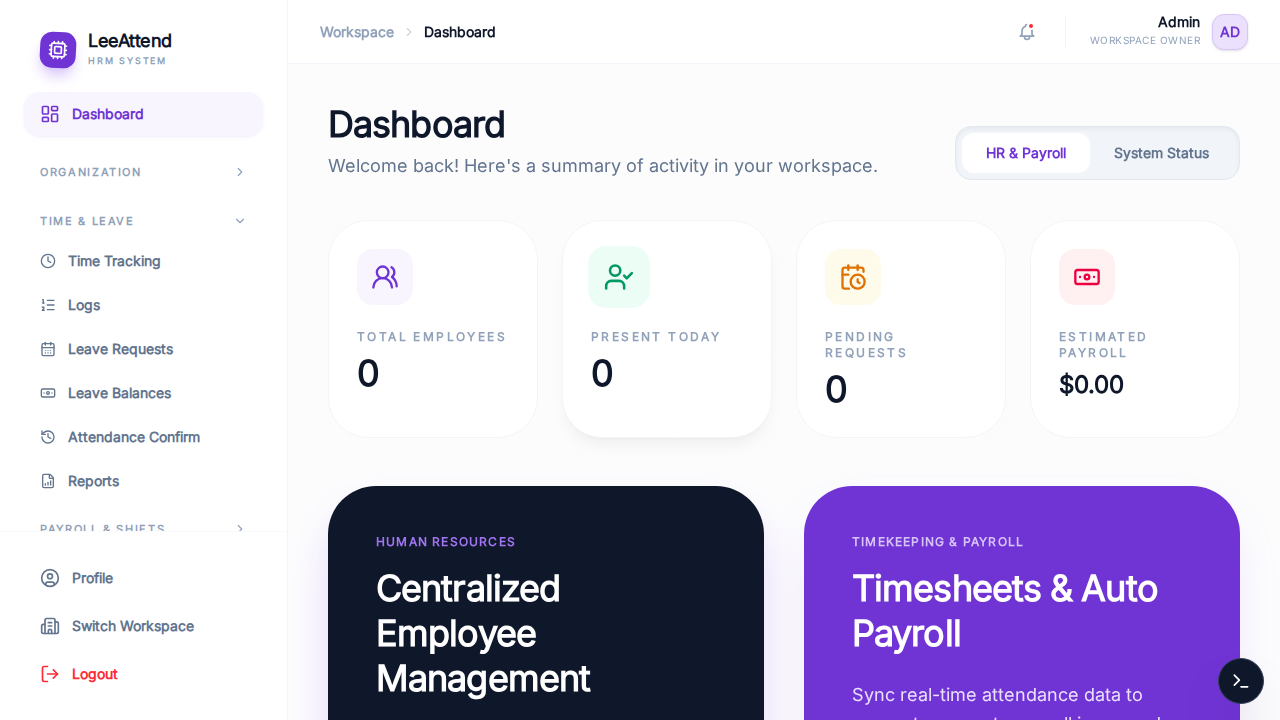 LeeAttend
HRM SYSTEM
Dashboard
ORGANIZATION
TIME & LEAVE
Time Tracking
Logs
Leave Requests
Leave Balances
Attendance Confirm
Reports
PAYROLL & SHIFTS
Profile
Switch Workspace
Logout
Workspace
Dashboard
Admin
WORKSPACE OWNER
AD
Dashboard
Welcome back! Here's a summary of activity in your workspace.
HR & Payroll
System Status
TOTAL EMPLOYEES
0
PRESENT TODAY
0
PENDING
REQUESTS
0
ESTIMATED
PAYROLL
$0.00
HUMAN RESOURCES
Centralized
Employee
Management
TIMEKEEPING & PAYROLL
Timesheets & Auto
Payroll
Sync real-time attendance data to